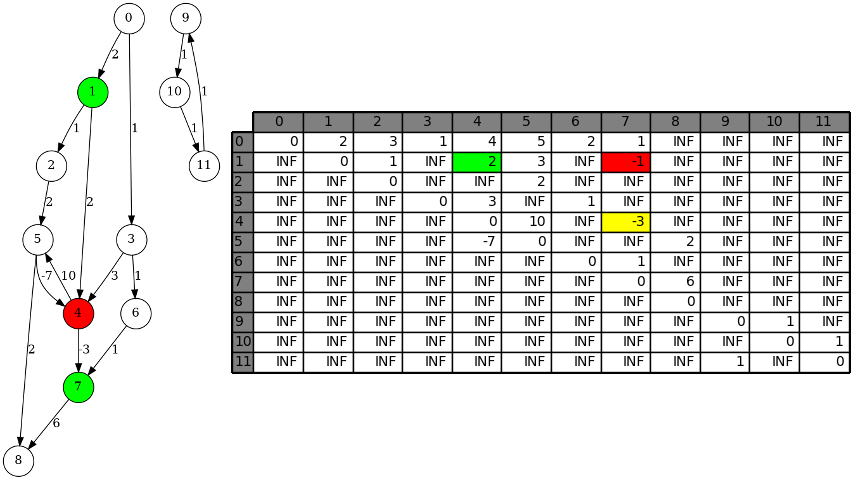 0
9
2
1
1
10
1
1
1
1
11
2
2
2
5
3
-7
10
3
1
4
6
2
-3
1
7
6
8
0 1 2 3 4 5 6 7 8 9 10 11
0 0 2 3 1 4 5 2 1 INF INF INF INF
1 INF 0 1 INF 2 3 INF -1 INF INF INF INF
2 INF INF 0 INF INF 2 INF INF INF INF INF INF
3 INF INF INF 0 3 INF 1 INF INF INF INF INF
4 INF INF INF INF 0 10 INF -3 INF INF INF INF
5 INF INF INF INF -7 0 INF INF 2 INF INF INF
6 INF INF INF INF INF INF 0 1 INF INF INF INF
7 INF INF INF INF INF INF INF 0 6 INF INF INF
8 INF INF INF INF INF INF INF INF 0 INF INF INF
9 INF INF INF INF INF INF INF INF INF 0 1 INF
10 INF INF INF INF INF INF INF INF INF INF 0 1
11 INF INF INF INF INF INF INF INF INF 1 INF 0